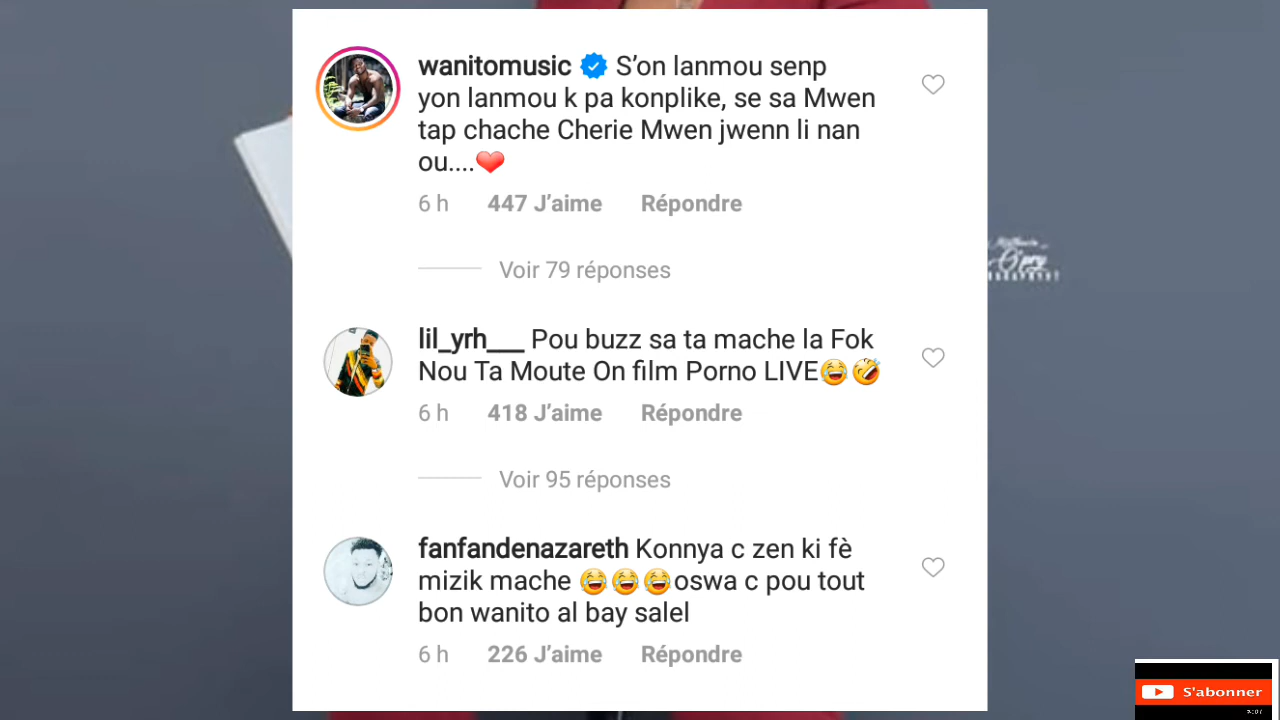 wanitomusic S’on lanmou senp
yon lanmou k pa konplike, se sa Mwen
tap chache Cherie Mwen jwenn li nan
ou....❤
6 h 447 J’aime Répondre
Voir 79 réponses
lil_yrh___ Pou buzz sa ta mache la Fok
Nou Ta Moute On film Porno LIVE😂🤣
6 h 418 J’aime Répondre
Voir 95 réponses
fanfandenazareth Konnya c zen ki fè
mizik mache 😂😂😂oswa c pou tout
bon wanito al bay salel
6 h 226 J’aime Répondre
S'abonner